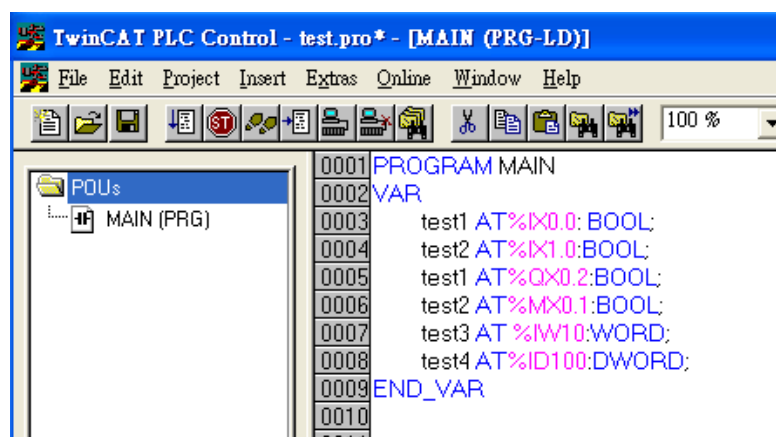 TwinCAT PLC Control - test.pro* - [MAIN (PRG-LD)]
File Edit Project Insert Extras Online Window Help
ST
100 %
POUs
MAIN (PRG)
0001 PROGRAM MAIN
0002 VAR
0003 test1 AT%IX0.0: BOOL;
0004 test2 AT%IX1.0:BOOL;
0005 test1 AT%QX0.2:BOOL;
0006 test2 AT%MX0.1:BOOL;
0007 test3 AT %IW10:WORD;
0008 test4 AT%ID100:DWORD;
0009 END_VAR
0010